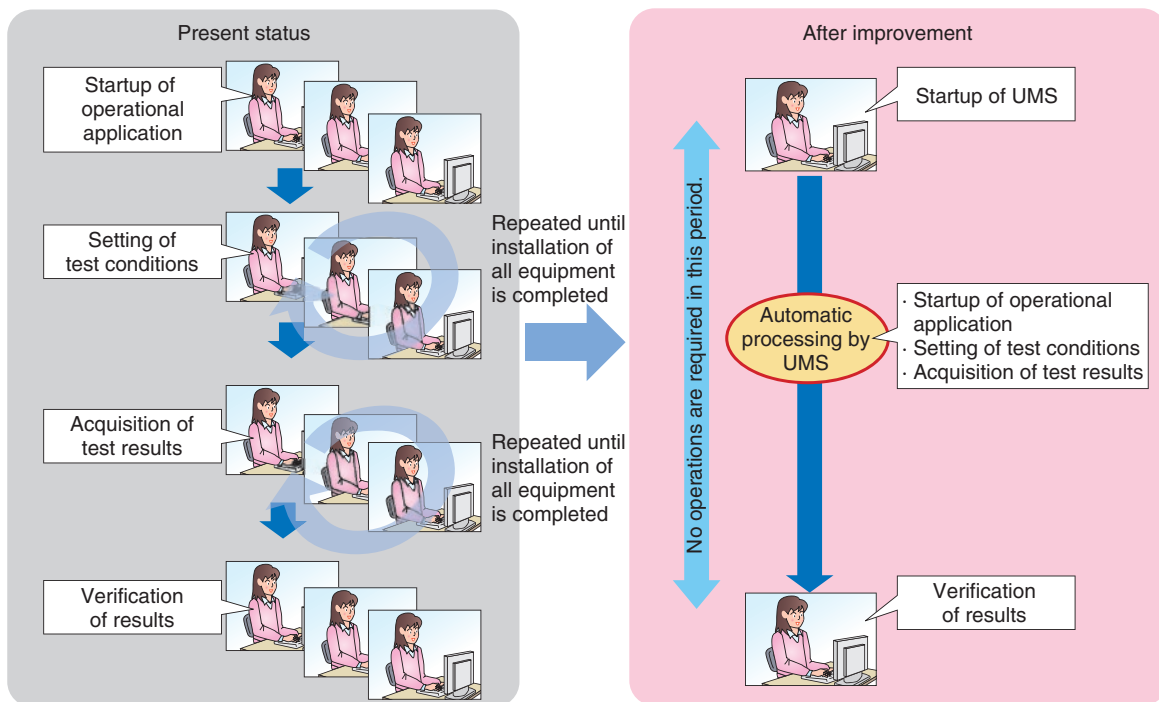 Present status
Startup of
operational
application
Setting of
test conditions
Repeated until
installation of
all equipment
is completed
Acquisition of
test results
Repeated until
installation of
all equipment
is completed
Verification
of results
After improvement
Startup of UMS
No operations are required in this period.
Automatic
processing by
UMS
· Startup of operational
application
· Setting of test conditions
· Acquisition of test results
Verification
of results